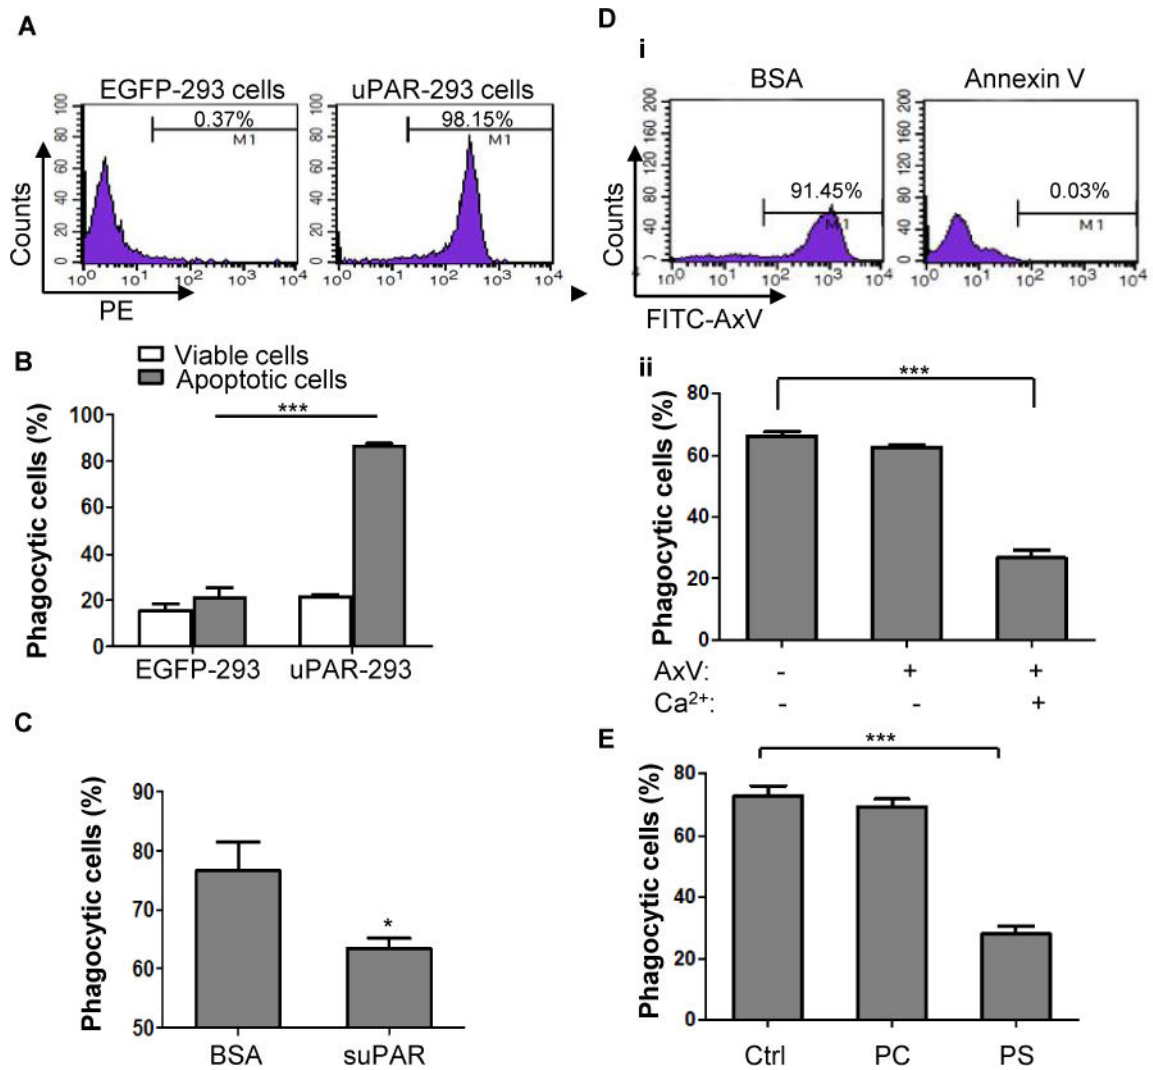 A
EGFP-293 cells
uPAR-293 cells
0.37%
M1
98.15%
M1
Counts
100
80
60
40
20
0
10⁰ 10¹ 10² 10³ 10⁴
100
80
60
40
20
0
10⁰ 10¹ 10² 10³ 10⁴
PE
B
Viable cells
Apoptotic cells
Phagocytic cells (%)
100
80
60
40
20
0
***
EGFP-293 uPAR-293
C
Phagocytic cells (%)
90
80
70
60
50
*
BSA suPAR
D
i
BSA
Annexin V
Counts
200
160
120
80
40
0
91.45%
M1
10⁰ 10¹ 10² 10³ 10⁴
200
160
120
80
40
0
0.03%
M1
10⁰ 10¹ 10² 10³ 10⁴
FITC-AxV
ii
Phagocytic cells (%)
80
60
40
20
0
***
AxV: - + +
Ca²⁺: - - +
E
Phagocytic cells (%)
80
60
40
20
0
***
Ctrl PC PS